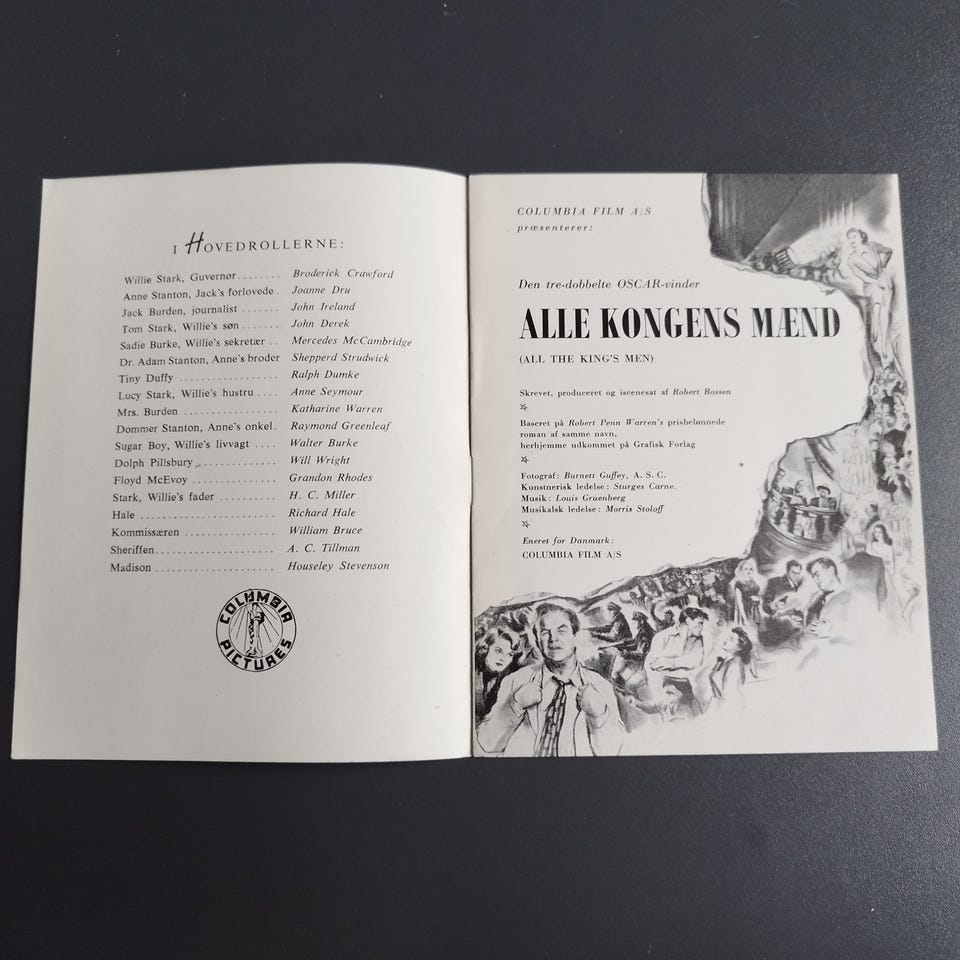 I HOVEDROLLERNE:
Willie Stark, Guvernør........ Broderick Crawford
Anne Stanton, Jack's forlovede. Joanne Dru
Jack Burden, journalist ....... John Ireland
Tom Stark, Willie's søn........ John Derek
Sadie Burke, Willie's sekretær .. Mercedes McCambridge
Dr. Adam Stanton, Anne's broder Shepperd Strudwick
Tiny Duffy ................. Ralph Dumke
Lucy Stark, Willie's hustru .... Anne Seymour
Mrs. Burden ................ Katharine Warren
Dommer Stanton, Anne's onkel. Raymond Greenleaf
Sugar Boy, Willie's livvagt .... Walter Burke
Dolph Pillsbury .............. Will Wright
Floyd McEvoy ............... Grandon Rhodes
Stark, Willie's fader .......... H. C. Miller
Hale ....................... Richard Hale
Kommissæren ............... William Bruce
Sheriffen.................... A. C. Tillman
Madison .................... Houseley Stevenson
COLUMBIA PICTURES
COLUMBIA FILM A/S
præsenterer:
Den tre-dobbelte OSCAR-vinder
ALLE KONGENS MÆND
(ALL THE KING'S MEN)
Skrevet, produceret og iscenesat af Robert Rossen
Baseret på Robert Penn Warren's prisbelønnede
roman af samme navn,
herhjemme udkommet på Grafisk Forlag
Fotograf: Burnett Guffey, A. S. C.
Kunstnerisk ledelse: Sturges Carne.
Musik: Louis Gruenberg
Musikalsk ledelse: Morris Stoloff
Eneret for Danmark:
COLUMBIA FILM A/S